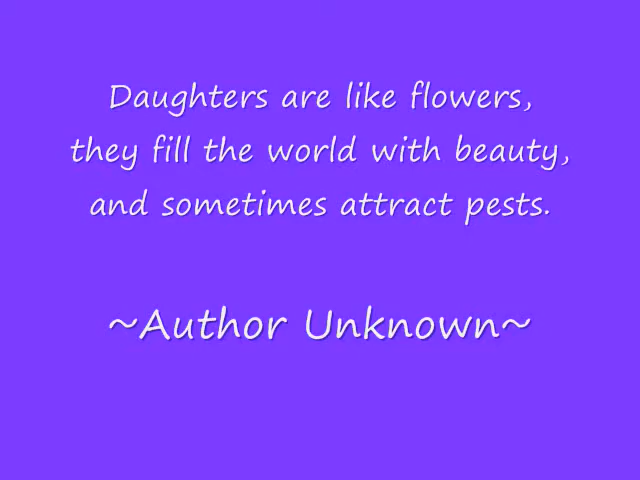 Daughters are like flowers,
they fill the world with beauty,
and sometimes attract pests.
~Author Unknown~